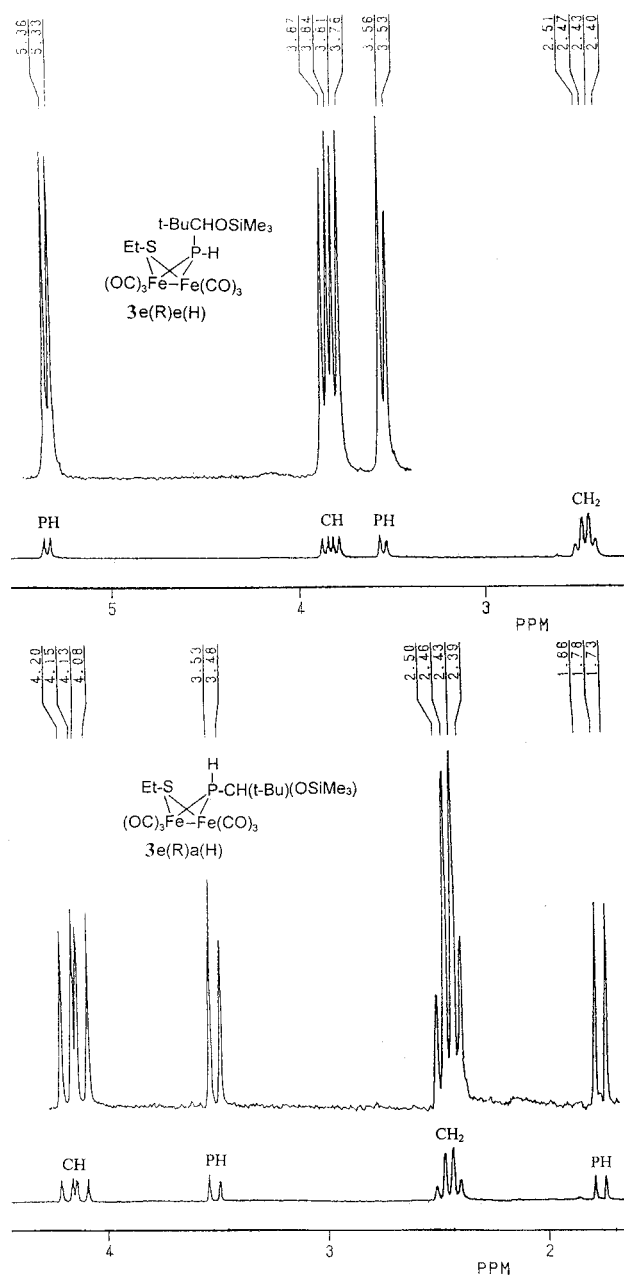 5.36
5.33
3.87
3.84
3.81
3.76
3.56
3.53
2.51
2.47
2.43
2.40
t-BuCHOSiMe3
Et-S
P-H
(OC)3Fe-Fe(CO)3
3e(R)e(H)
PH
CH
PH
CH2
5
4
3
PPM
4.20
4.15
4.13
4.08
3.53
3.48
2.50
2.46
2.43
2.39
1.86
1.78
1.73
H
Et-S
P-CH(t-Bu)(OSiMe3)
(OC)3Fe-Fe(CO)3
3e(R)a(H)
CH
PH
CH2
PH
4
3
2
PPM